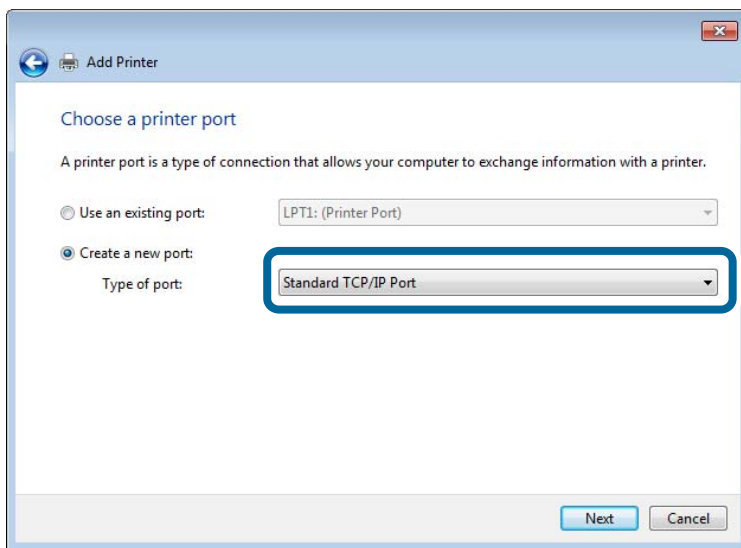 Add Printer
Choose a printer port
A printer port is a type of connection that allows your computer to exchange information with a printer.
Use an existing port: LPT1: (Printer Port)
Create a new port:
Type of port: Standard TCP/IP Port
Next Cancel